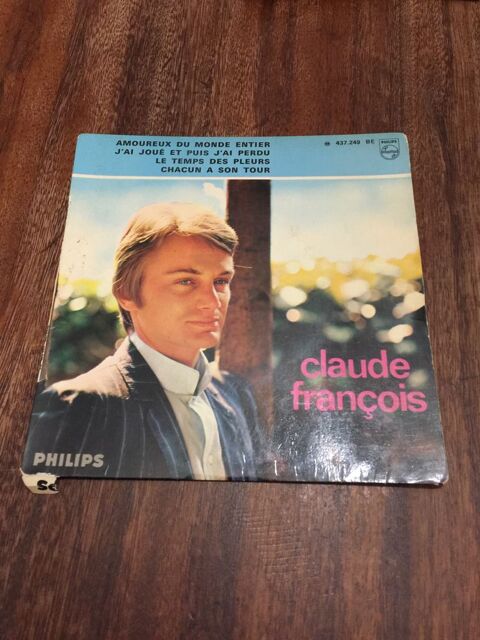 AMOUREUX DU MONDE ENTIER
J'AI JOUÉ ET PUIS J'AI PERDU
LE TEMPS DES PLEURS
CHACUN A SON TOUR
437.249 BE
PHILIPS
claude
françois
PHILIPS
Se